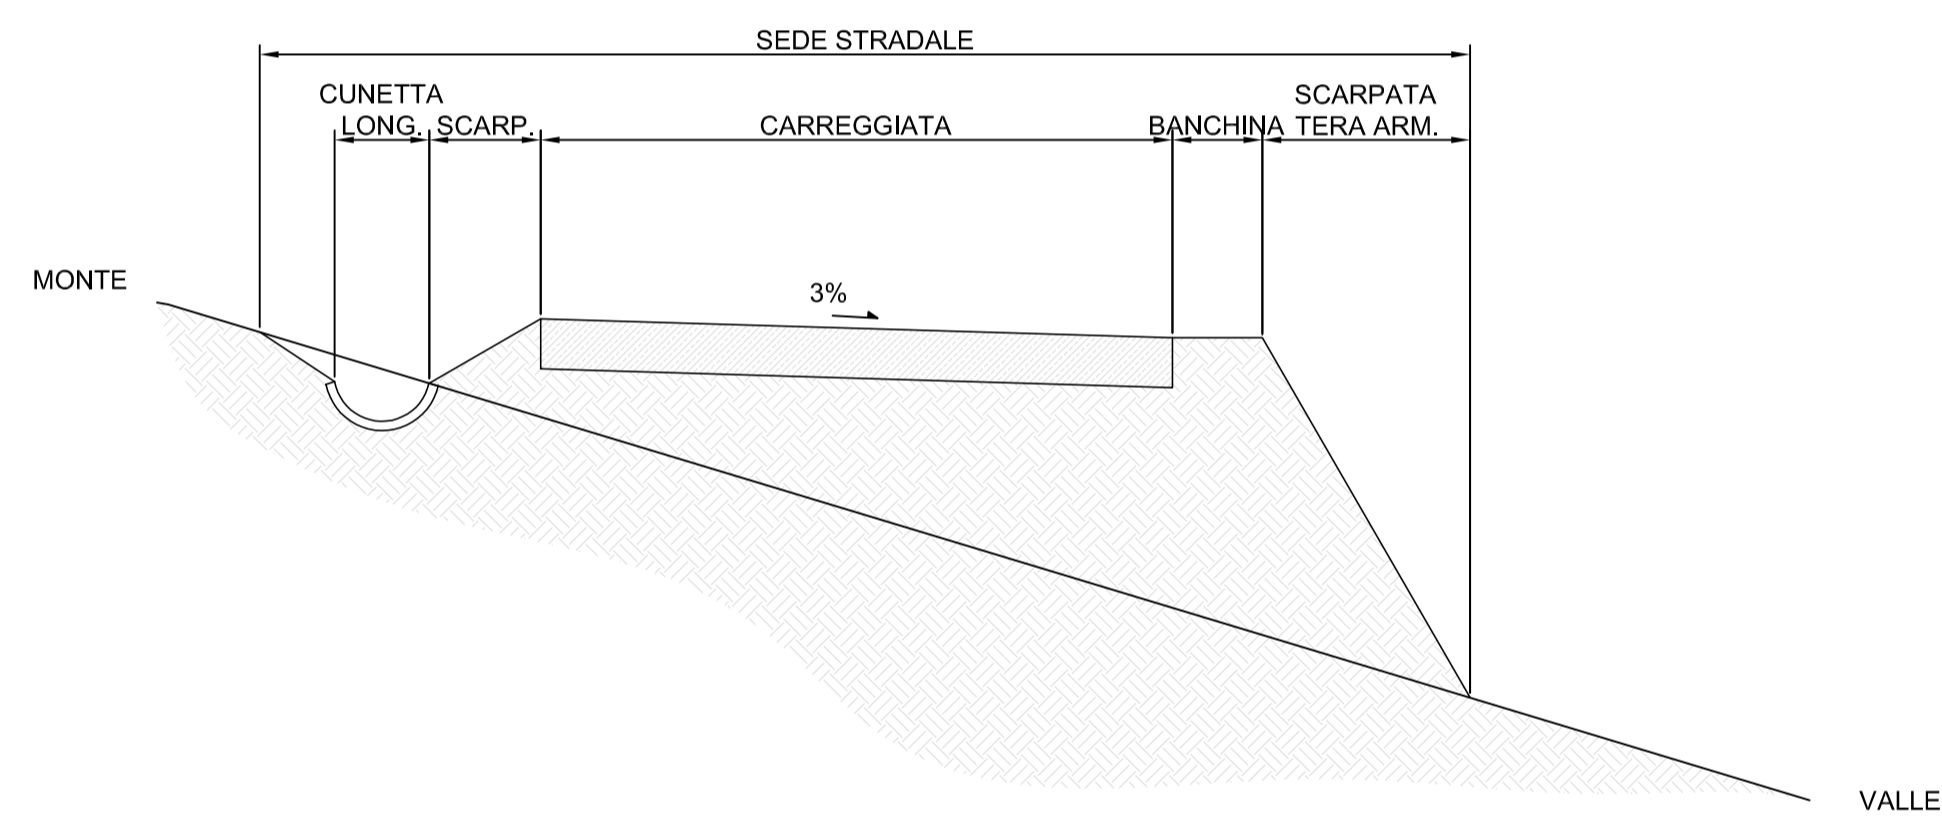 SEDE STRADALE
CUNETTA
LONG.
SCARP.
CARREGGIATA
BANCHINA
SCARPATA
TERA ARM.
MONTE
3%
VALLE